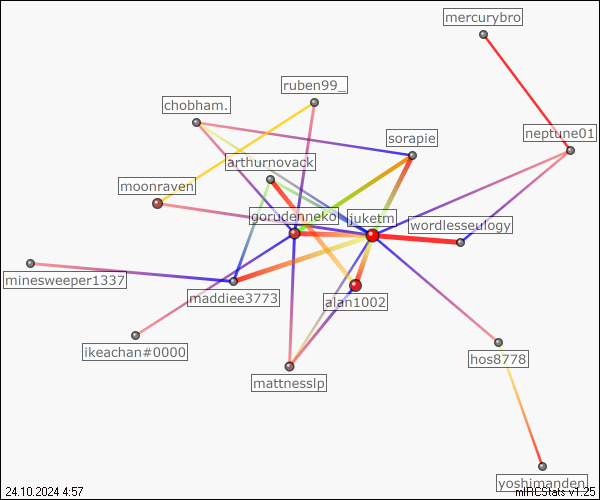 mercurybro
ruben99_
chobham.
neptune01
sorapie
arthurnovack
moonraven
gordenneko
juketm
wordlesseulogy
minesweeper1337
maddiee3773
alan1002
ikeachan#0000
hos8778
mattnesslp
yoshimanden
24.10.2024 4:57
mIRCStats v1.25